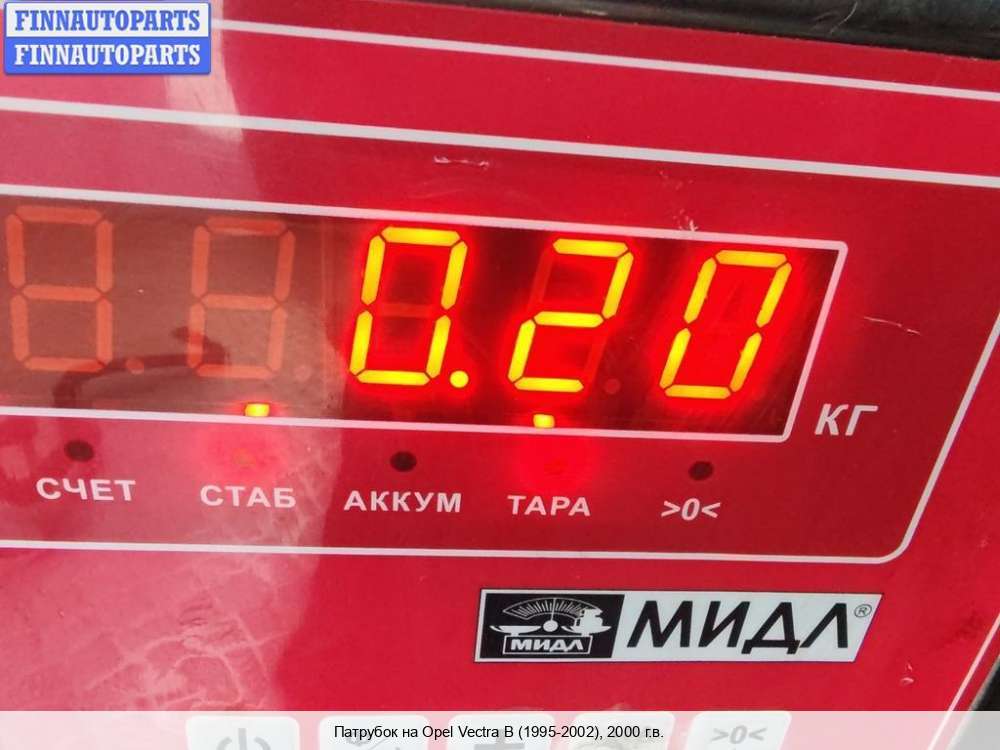 FINNAUTOPARTS
FINNAUTOPARTS
0.20
КГ
СЧЕТ СТАБ АККУМ ТАРА >0<
МИДЛ МИДЛ®
>0<
Патрубок на Opel Vectra B (1995-2002), 2000 г.в.